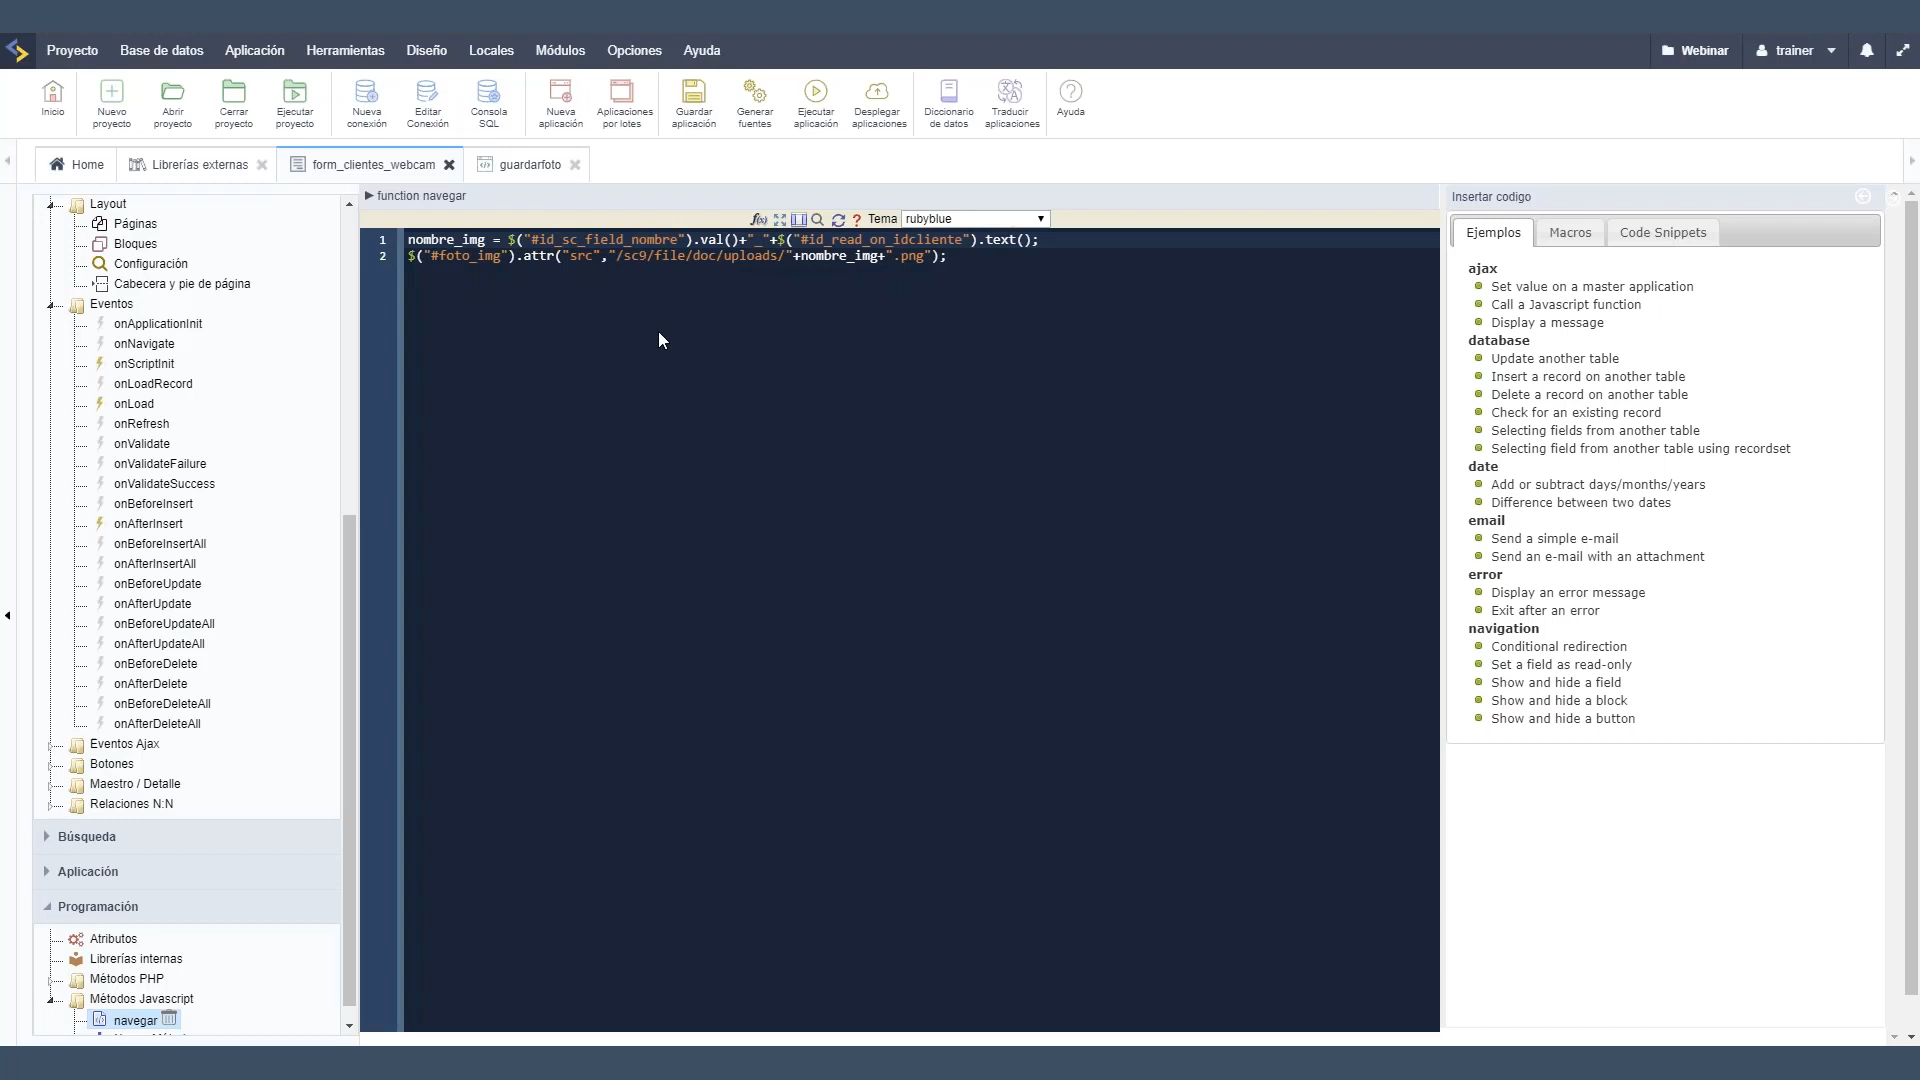 Proyecto Base de datos Aplicación Herramientas Diseño Locales Módulos Opciones Ayuda Webinar trainer
Inicio Nuevo proyecto Abrir proyecto Cerrar proyecto Ejecutar proyecto Nueva conexión Editar Conexión Consola SQL Nueva aplicación Aplicaciones por lotes Guardar aplicación Generar fuentes Ejecutar aplicación Desplegar aplicaciones Diccionario de datos Traducir aplicaciones Ayuda
Home Librerías externas form_clientes_webcam guardarfoto
Layout
Páginas
Bloques
Configuración
Cabecera y pie de página
Eventos
onApplicationInit
onNavigate
onScriptInit
onLoadRecord
onLoad
onRefresh
onValidate
onValidateFailure
onValidateSuccess
onBeforeInsert
onAfterInsert
onBeforeInsertAll
onAfterInsertAll
onBeforeUpdate
onAfterUpdate
onBeforeUpdateAll
onAfterUpdateAll
onBeforeDelete
onAfterDelete
onBeforeDeleteAll
onAfterDeleteAll
Eventos Ajax
Botones
Maestro / Detalle
Relaciones N:N
Búsqueda
Aplicación
Programación
Atributos
Librerías internas
Métodos PHP
Métodos Javascript
navegar
function navegar
f(x) ? Tema rubyblue
1 nombre_img = $("#id_sc_field_nombre").val()+"_"+$("#id_read_on_idcliente").text();
2 $("#foto_img").attr("src","/sc9/file/doc/uploads/"+nombre_img+".png");
Insertar codigo
Ejemplos Macros Code Snippets
ajax
Set value on a master application
Call a Javascript function
Display a message
database
Update another table
Insert a record on another table
Delete a record on another table
Check for an existing record
Selecting fields from another table
Selecting field from another table using recordset
date
Add or subtract days/months/years
Difference between two dates
email
Send a simple e-mail
Send an e-mail with an attachment
error
Display an error message
Exit after an error
navigation
Conditional redirection
Set a field as read-only
Show and hide a field
Show and hide a block
Show and hide a button